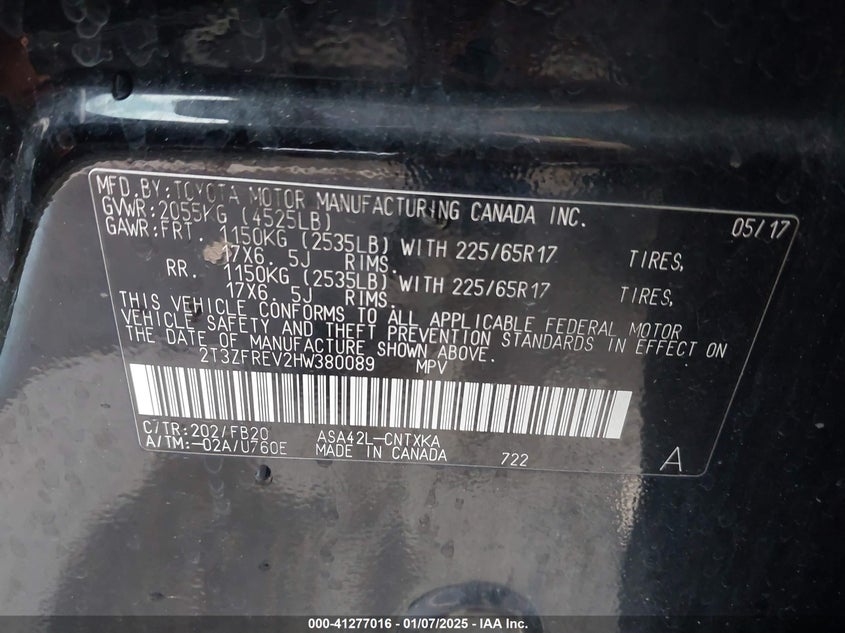 MFD.BY:TOYOTA MOTOR MANUFACTURING CANADA INC. 05/17
GVWR:2055KG (4525LB)
GAWR:FRT. 1150KG (2535LB) WITH 225/65R17 TIRES,
17X6.5J RIMS.
RR. 1150KG (2535LB) WITH 225/65R17 TIRES,
17X6.5J RIMS.
THIS VEHICLE CONFORMS TO ALL APPLICABLE FEDERAL MOTOR
VEHICLE SAFETY AND THEFT PREVENTION STANDARDS IN EFFECT ON
THE DATE OF MANUFACTURE SHOWN ABOVE.
2T3ZFREV2HW380089 MPV
C/TR:202/FB20 ASA42L-CNTXKA
A/TM:-02A/U760E MADE IN CANADA 722 A
000-41277016 — 01/07/2025 — IAA Inc.